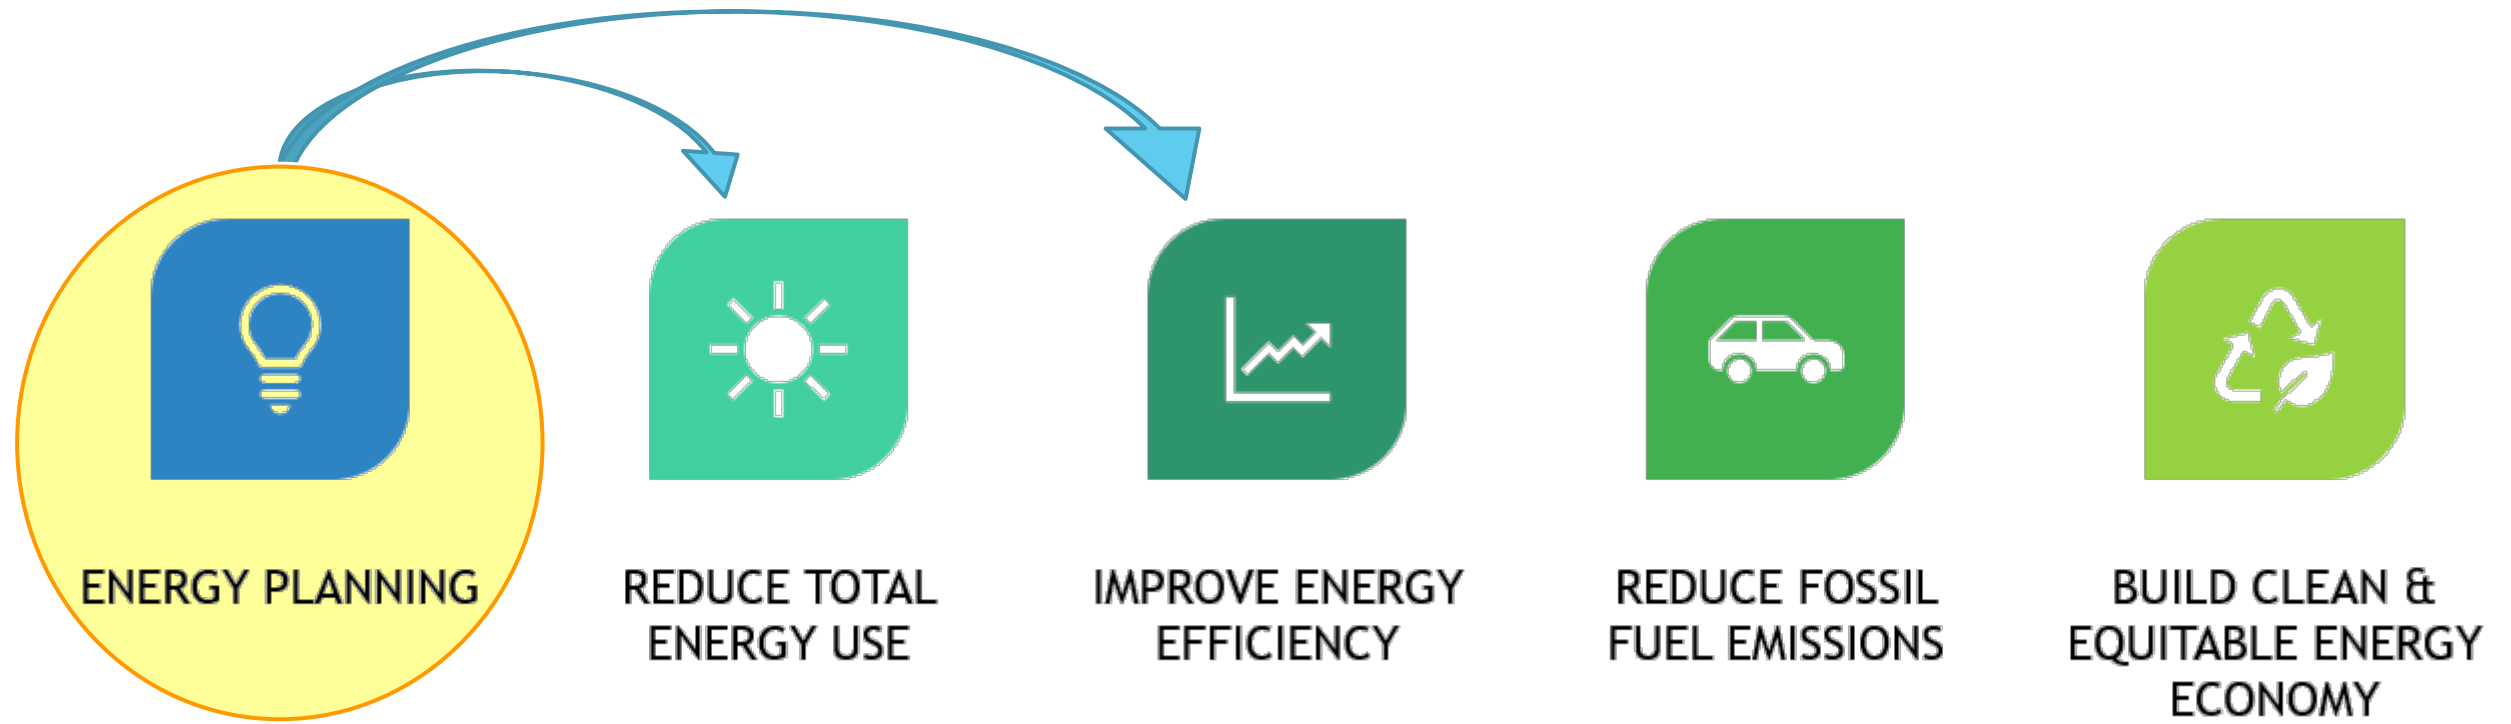 ENERGY PLANNING
REDUCE TOTAL
ENERGY USE
IMPROVE ENERGY
EFFICIENCY
REDUCE FOSSIL
FUEL EMISSIONS
BUILD CLEAN &
EQUITABLE ENERGY
ECONOMY